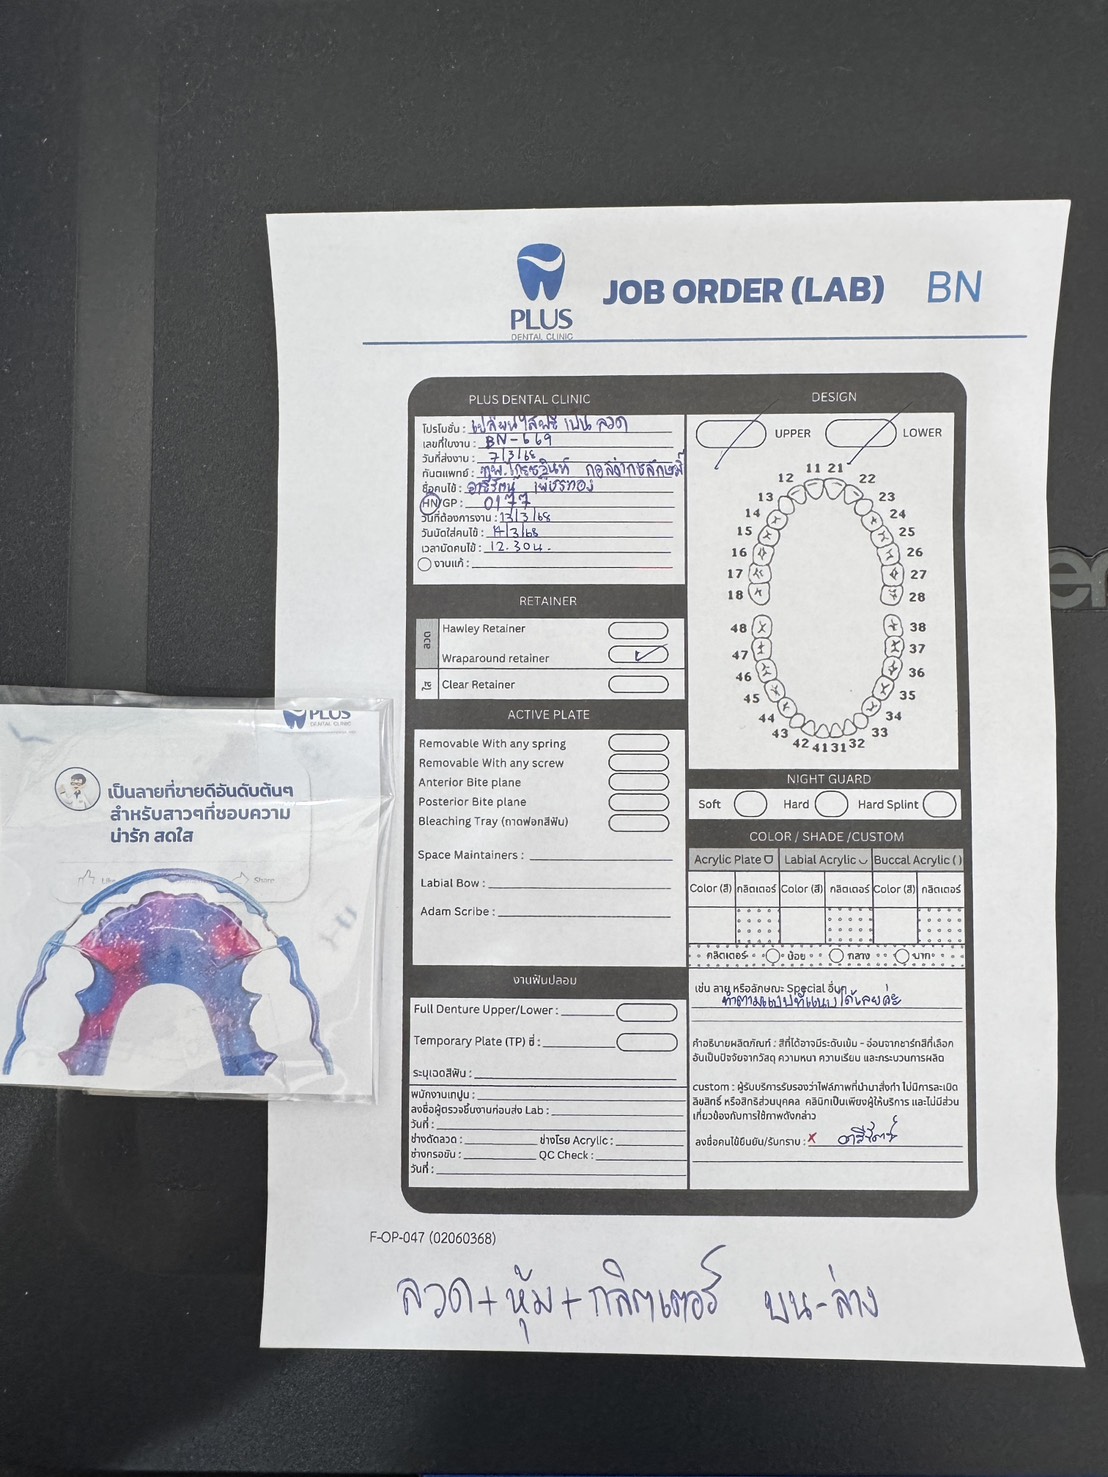 PLUS
DENTAL CLINIC
JOB ORDER (LAB) BN
PLUS DENTAL CLINIC
โปรโมชั่น : เปลี่ยนใสฟรี เป็น ลวด
เลขที่ใบงาน : BN-669
วันที่ส่งงาน : 7/3/68
ทันตแพทย์ : ทพ.
ชื่อคนไข้ : อารีรัตน์ เพ็ชรทอง
HN/GP : 0177
วันที่ต้องการงาน : 13/3/68
วันนัดใส่คนไข้ : 14/3/68
เวลานัดคนไข้ : 12.30น.
งานแก้ :
DESIGN
UPPER LOWER
11 21
12 22
13 23
14 24
15 25
16 26
17 27
18 28
48 38
47 37
46 36
45 35
44 34
43 33
42 41 31 32
RETAINER
ลวด
Hawley Retainer
Wraparound retainer
ใส
Clear Retainer
ACTIVE PLATE
Removable With any spring
Removable With any screw
Anterior Bite plane
Posterior Bite plane
Bleaching Tray (ถาดฟอกสีฟัน)
Space Maintainers :
Labial Bow :
Adam Scribe :
NIGHT GUARD
Soft Hard Hard Splint
COLOR / SHADE /CUSTOM
Acrylic Plate Labial Acrylic Buccal Acrylic ( )
Color (สี) กลิตเตอร์ Color (สี) กลิตเตอร์ Color (สี) กลิตเตอร์
กลิตเตอร์ น้อย กลาง มาก
เช่น ลาย หรือลักษณะ Special อื่นๆ
ทำตามแบบที่แนบได้เลยค่ะ
คำอธิบายผลิตภัณฑ์ : สีที่ได้อาจมีระดับเข้ม - อ่อนจากชาร์ทสีที่เลือก
อันเป็นปัจจัยจากวัสดุ ความหนา ความเรียบ และกระบวนการผลิต
custom : ผู้รับบริการรับรองว่าไฟล์ภาพที่นำมาสั่งทำ ไม่มีการละเมิด
ลิขสิทธิ์ หรือสิทธิส่วนบุคคล คลินิกเป็นเพียงผู้ให้บริการ และไม่มีส่วน
เกี่ยวข้องกับการใช้ภาพดังกล่าว
ลงชื่อคนไข้ยืนยัน/รับทราบ : x อารีรัตน์
งานฟันปลอม
Full Denture Upper/Lower :
Temporary Plate (TP) ซี่ :
ระบุเฉดสีฟัน :
พนักงานเทปูน :
ลงชื่อผู้ตรวจชิ้นงานก่อนส่ง Lab :
วันที่ :
ช่างดัดลวด : ช่างโรย Acrylic :
ช่างกรอขัด : QC Check :
วันที่ :
F-OP-047 (02060368)
ลวด+หุ้ม+กลิตเตอร์ บน-ล่าง
PLUS
DENTAL CLINIC
เป็นลายที่ขายดีอันดับต้นๆ
สำหรับสาวๆที่ชอบความ
น่ารัก สดใส
Like Share